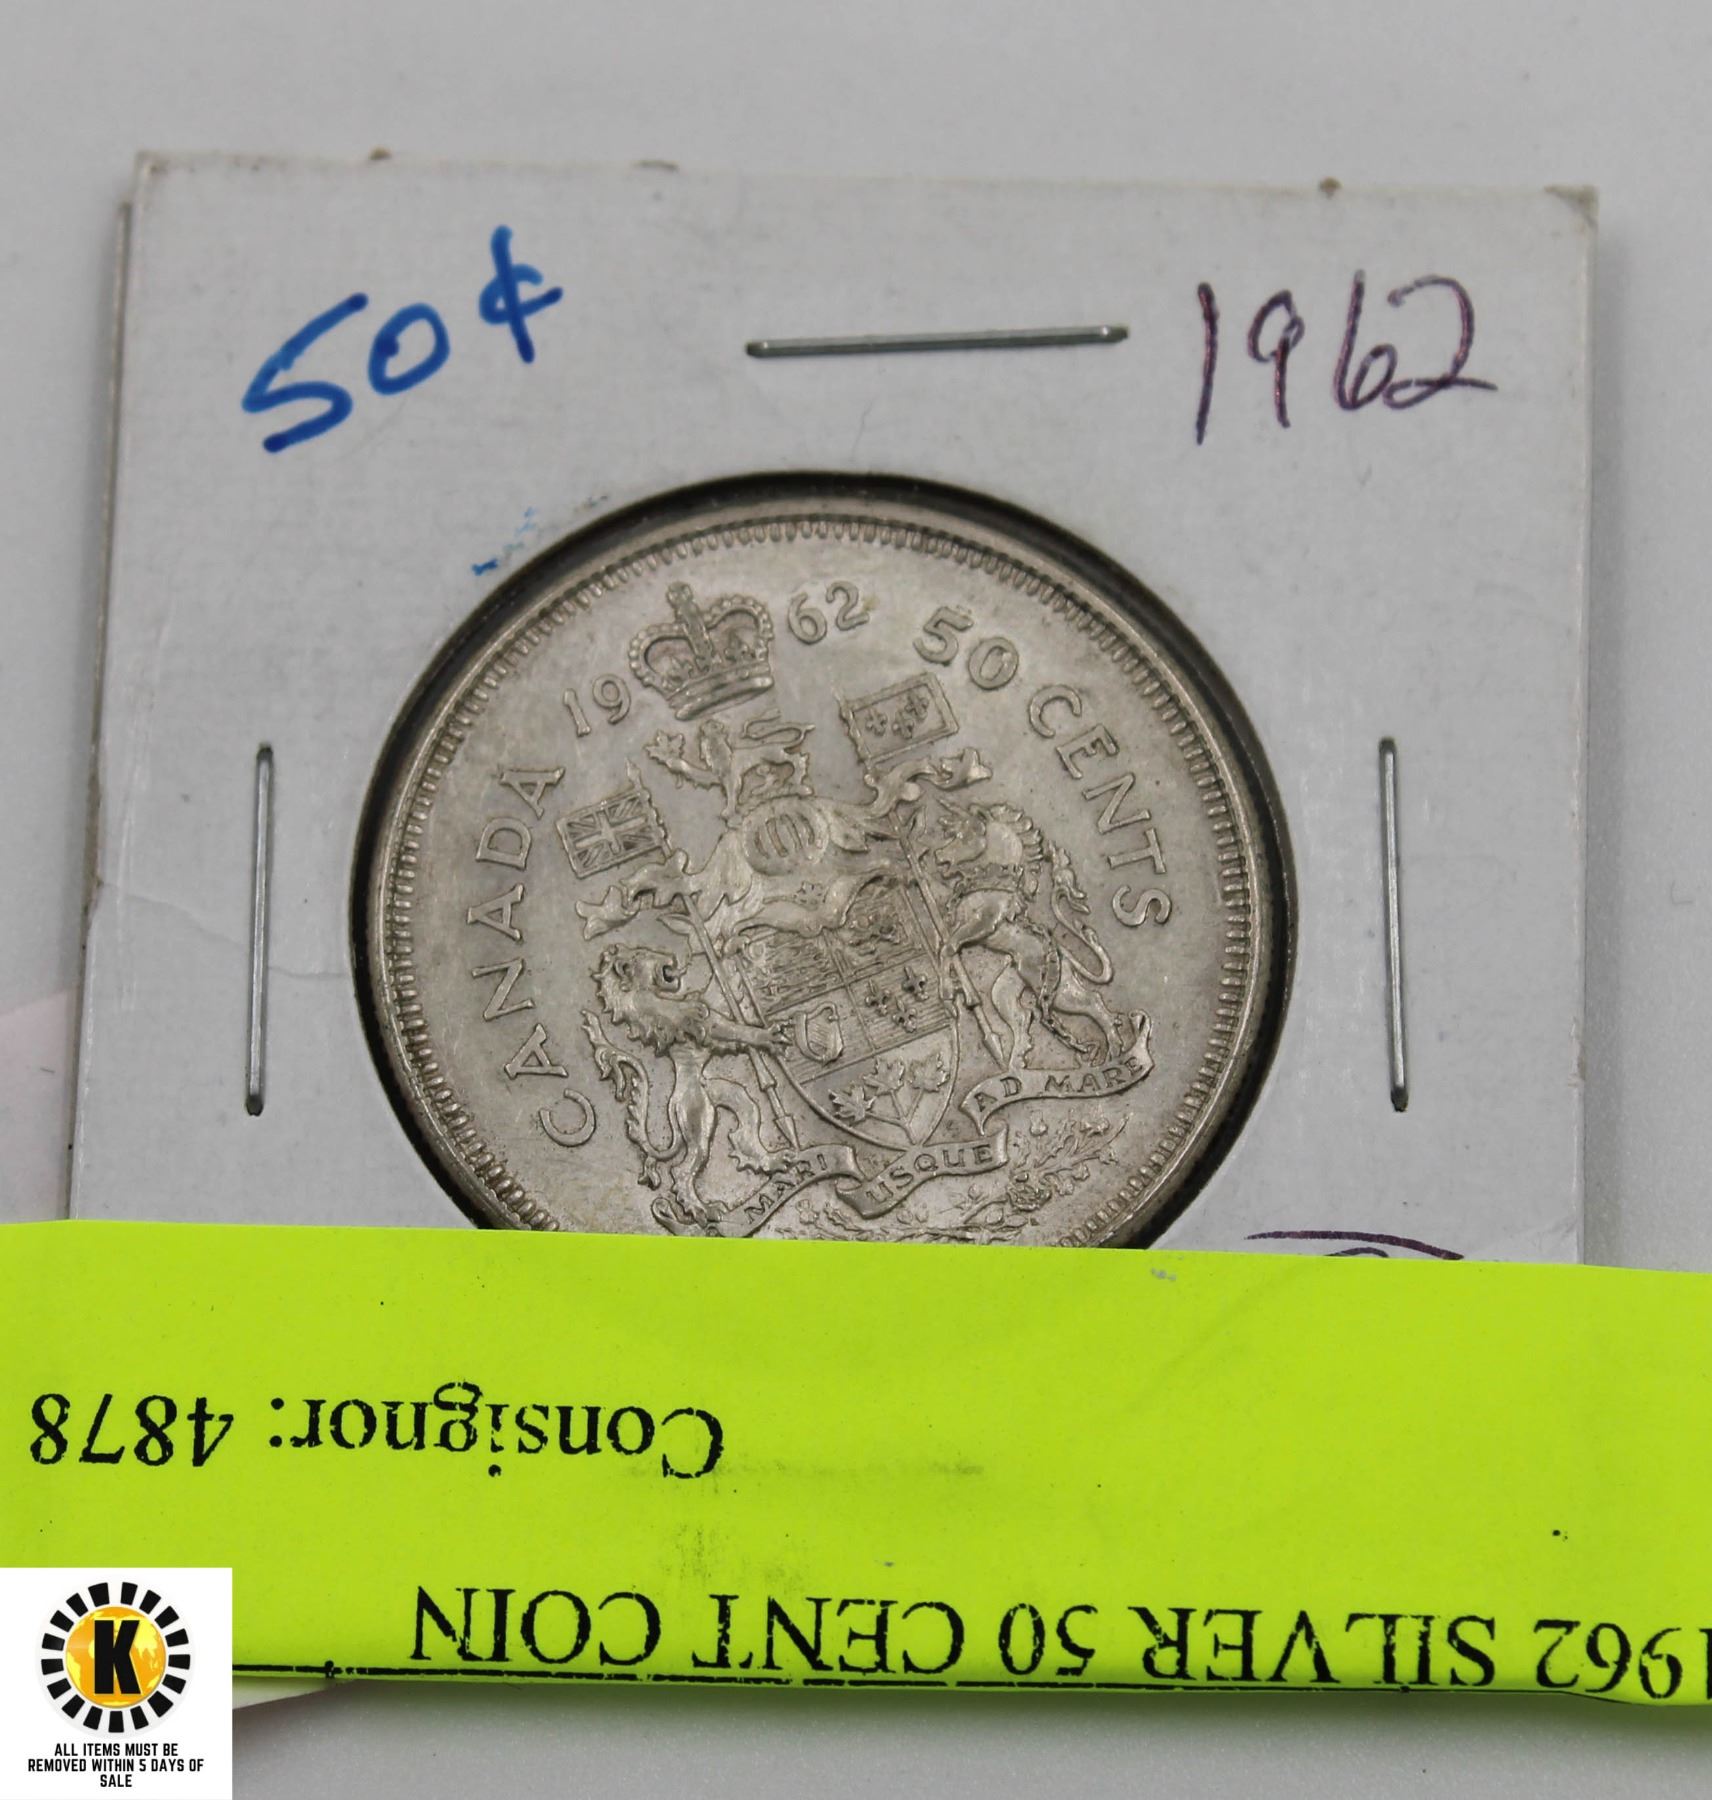 50¢
1962
CANADA 1962 50 CENTS
A MARI USQUE AD MARE
Consignor: 4878
1962 SILVER 50 CENT COIN
K
ALL ITEMS MUST BE
REMOVED WITHIN 5 DAYS OF
SALE